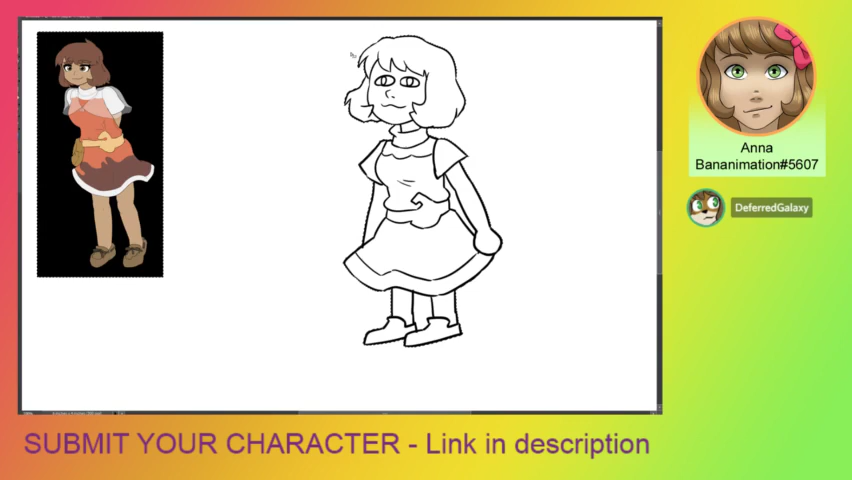 Anna
Bananimation#5607
DeferredGalaxy
SUBMIT YOUR CHARACTER - Link in description